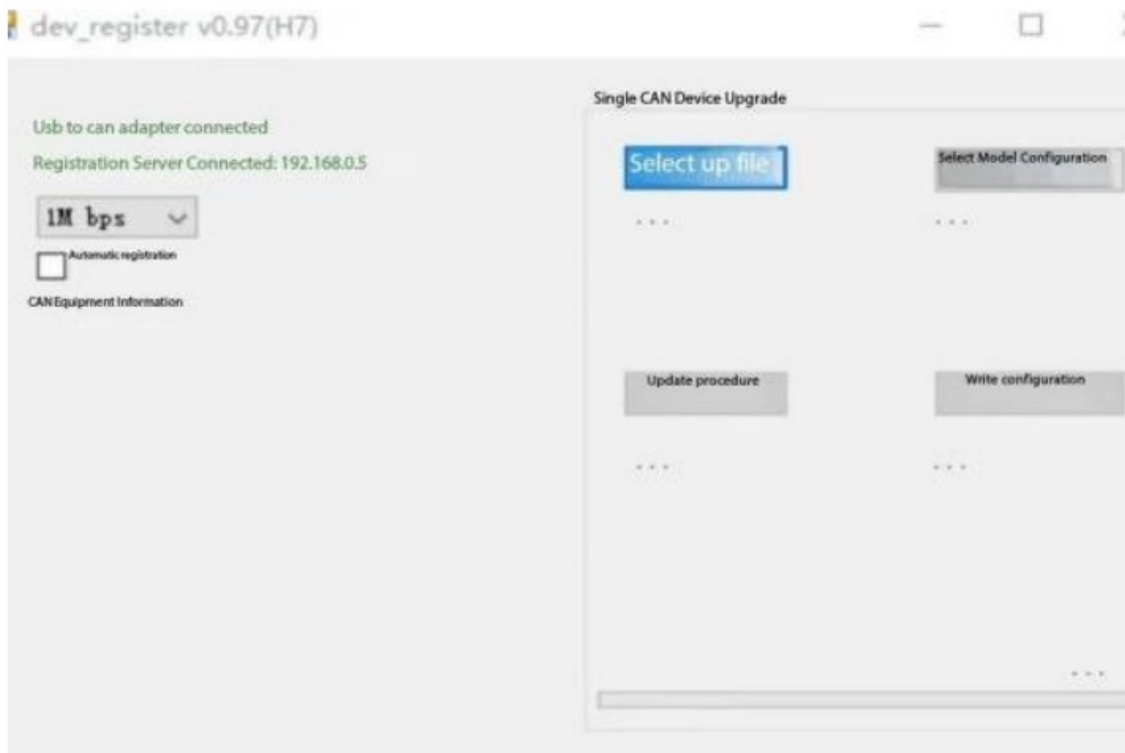 dev_register v0.97(H7)
Usb to can adapter connected
Registration Server Connected: 192.168.0.5
1M bps
Automatic registration
CAN Equipment Information
Single CAN Device Upgrade
Select up file
Select Model Configuration
...
...
Update procedure
Write configuration
...
...
...